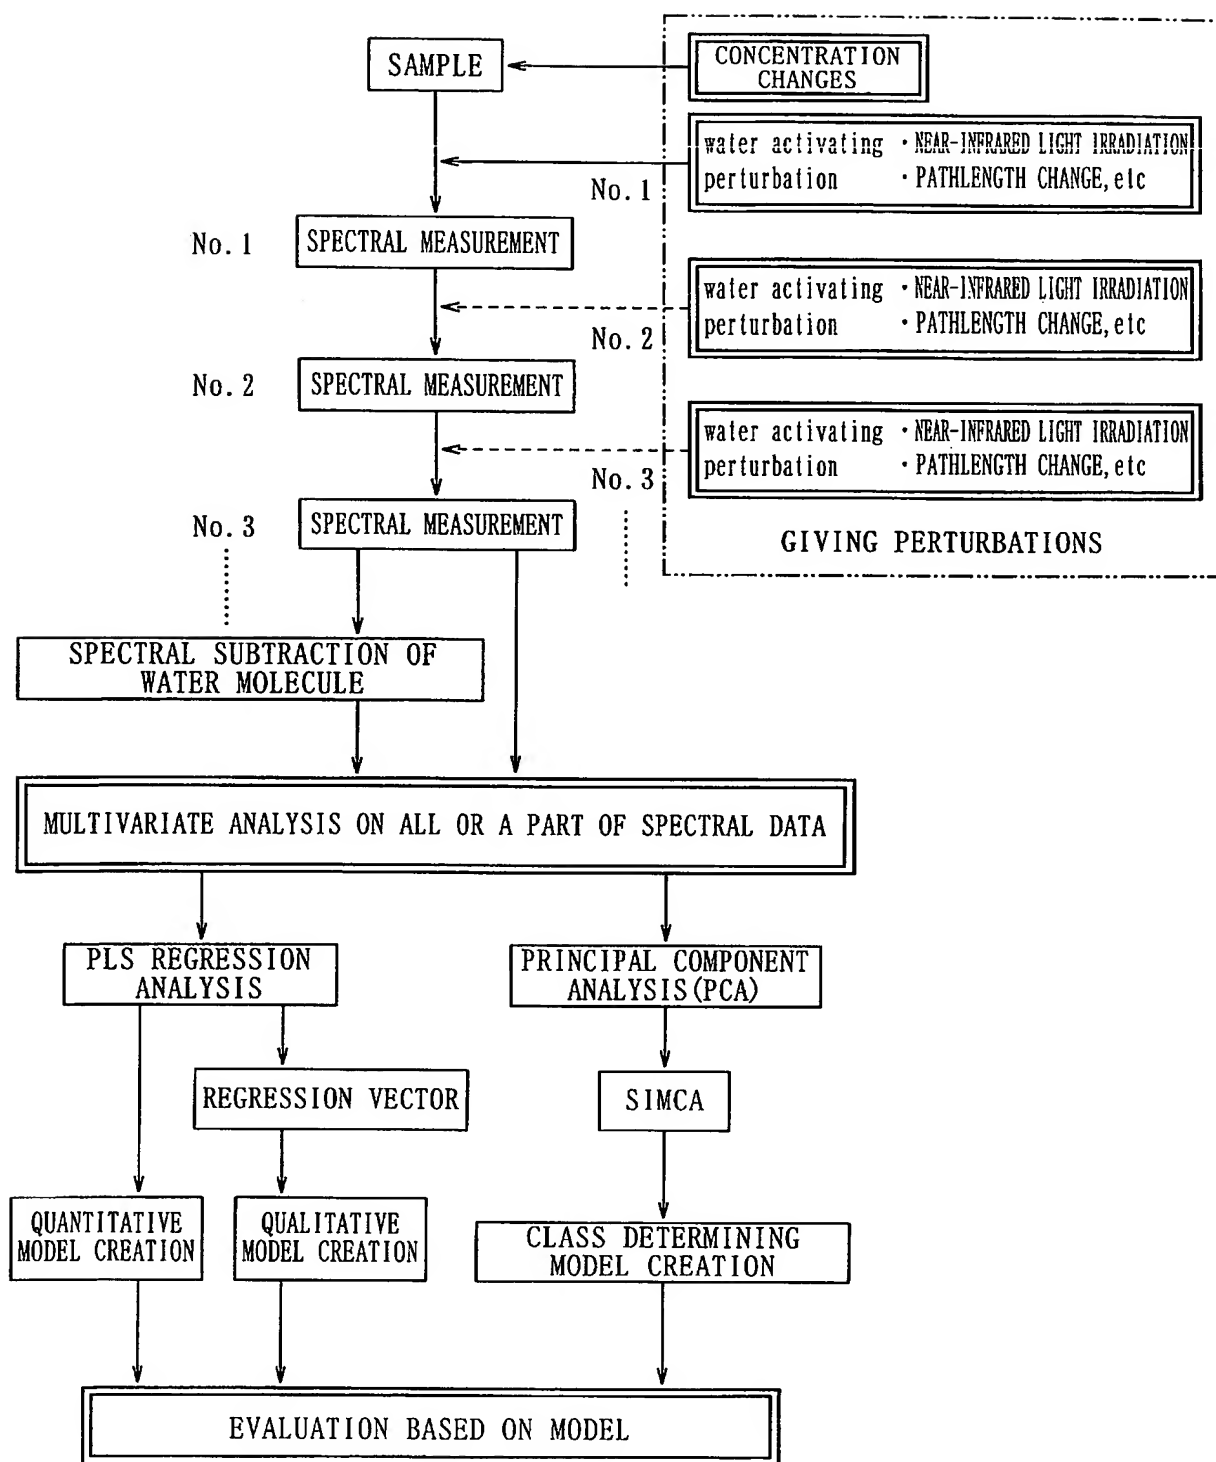 SAMPLE
CONCENTRATION
CHANGES
water activating ・NEAR-INFRARED LIGHT IRRADIATION
perturbation ・PATHLENGTH CHANGE, etc
No. 1
No. 1
SPECTRAL MEASUREMENT
water activating ・NEAR-INFRARED LIGHT IRRADIATION
perturbation ・PATHLENGTH CHANGE, etc
No. 2
No. 2
SPECTRAL MEASUREMENT
water activating ・NEAR-INFRARED LIGHT IRRADIATION
perturbation ・PATHLENGTH CHANGE, etc
No. 3
No. 3
SPECTRAL MEASUREMENT
GIVING PERTURBATIONS
SPECTRAL SUBTRACTION OF
WATER MOLECULE
MULTIVARIATE ANALYSIS ON ALL OR A PART OF SPECTRAL DATA
PLS REGRESSION
ANALYSIS
PRINCIPAL COMPONENT
ANALYSIS(PCA)
REGRESSION VECTOR
SIMCA
QUANTITATIVE
MODEL CREATION
QUALITATIVE
MODEL CREATION
CLASS DETERMINING
MODEL CREATION
EVALUATION BASED ON MODEL